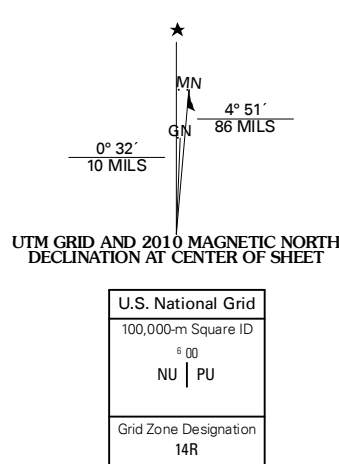 MN
GN
4° 51´
86 MILS
0° 32´
10 MILS
UTM GRID AND 2010 MAGNETIC NORTH
DECLINATION AT CENTER OF SHEET
U.S. National Grid
100,000-m Square ID
6 00
NU PU
Grid Zone Designation
14R